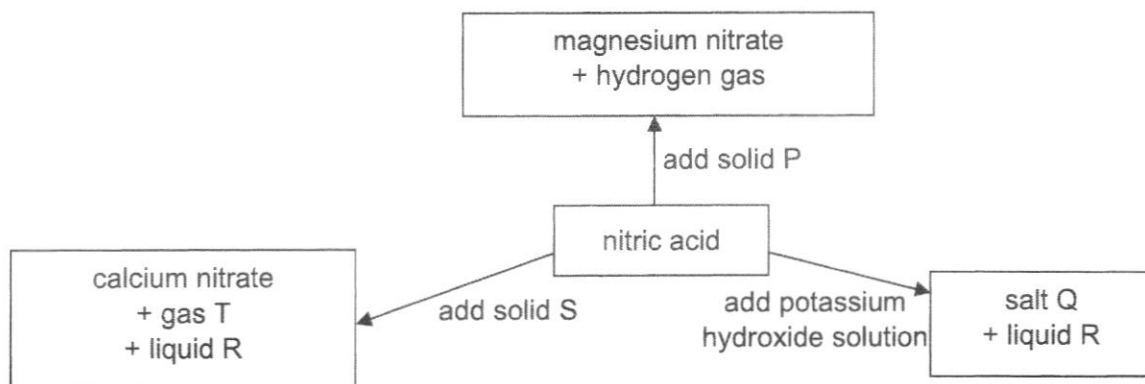 magnesium nitrate
+ hydrogen gas
add solid P
nitric acid
calcium nitrate
+ gas T
+ liquid R
add solid S
add potassium
hydroxide solution
salt Q
+ liquid R